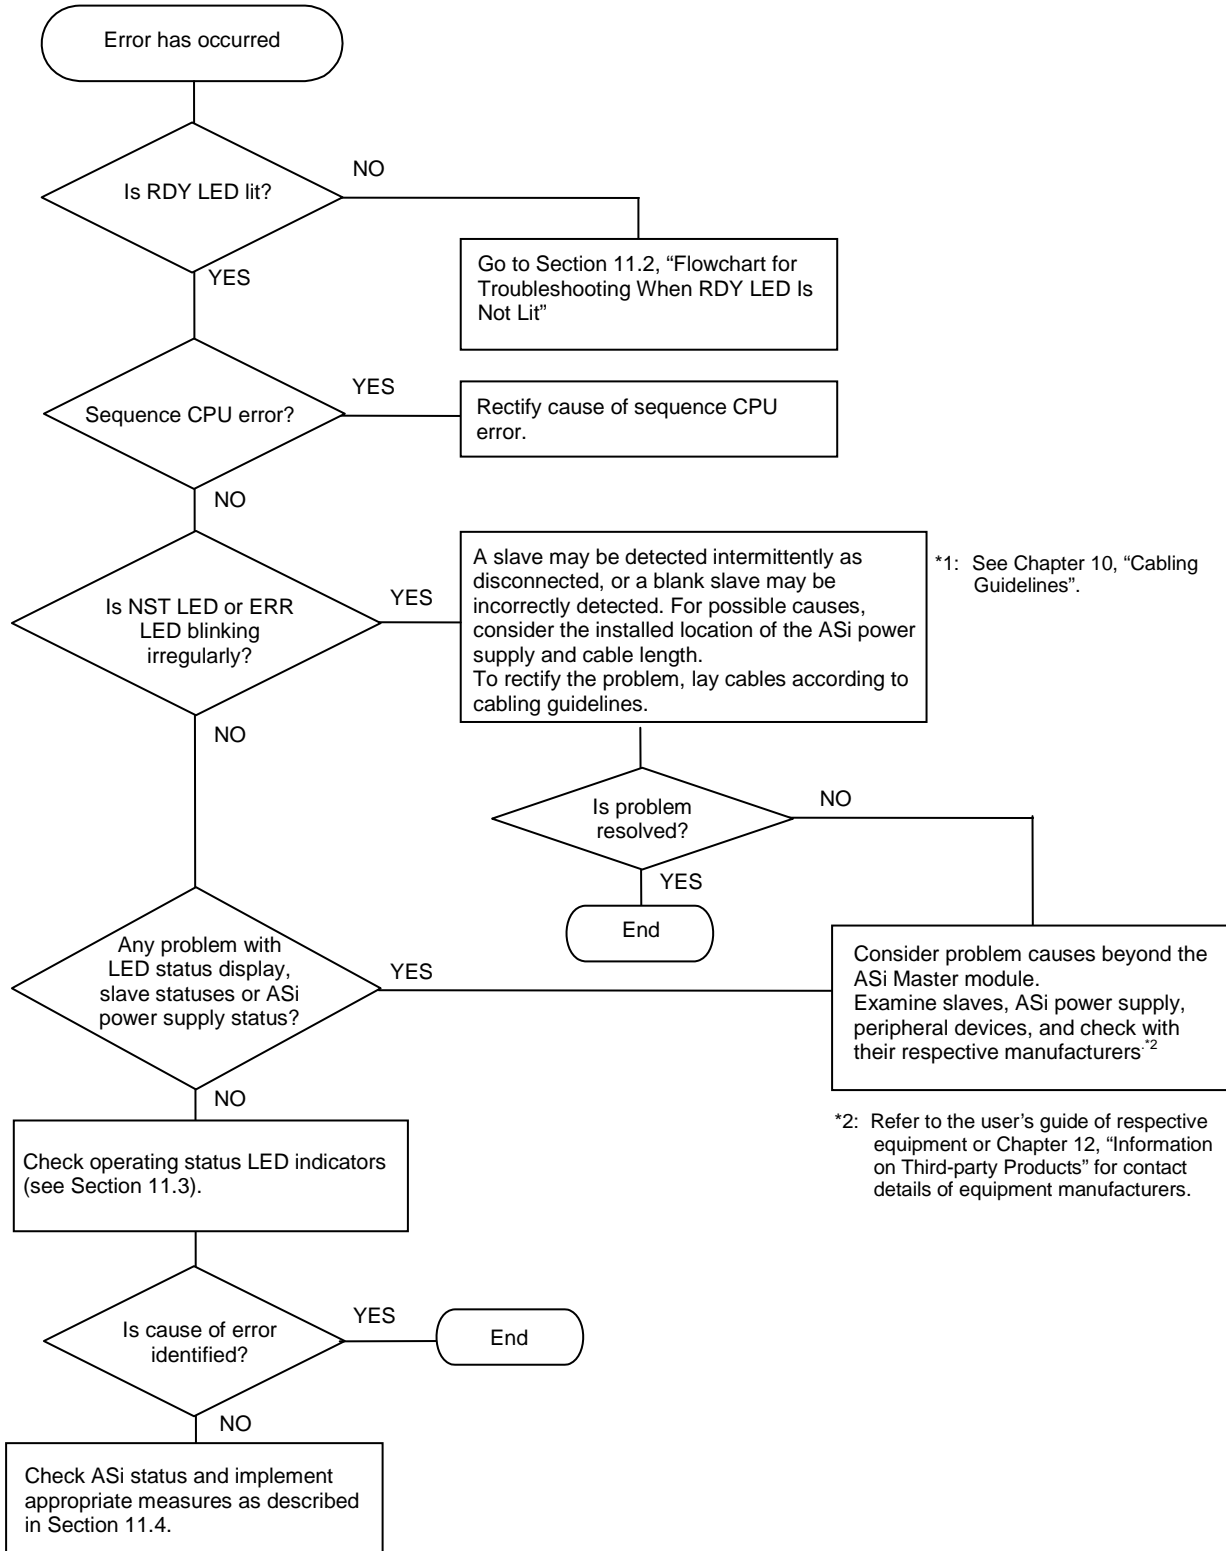 Error has occurred
Is RDY LED lit?
NO
YES
Go to Section 11.2, “Flowchart for
Troubleshooting When RDY LED Is
Not Lit”
Sequence CPU error?
YES
NO
Rectify cause of sequence CPU
error.
Is NST LED or ERR
LED blinking
irregularly?
YES
NO
A slave may be detected intermittently as
disconnected, or a blank slave may be
incorrectly detected. For possible causes,
consider the installed location of the ASi power
supply and cable length.
To rectify the problem, lay cables according to
cabling guidelines.
*1: See Chapter 10, “Cabling
Guidelines”.
Is problem
resolved?
NO
YES
End
Any problem with
LED status display,
slave statuses or ASi
power supply status?
YES
NO
Consider problem causes beyond the
ASi Master module.
Examine slaves, ASi power supply,
peripheral devices, and check with
their respective manufacturers.*2
*2: Refer to the user’s guide of respective
equipment or Chapter 12, “Information
on Third-party Products” for contact
details of equipment manufacturers.
Check operating status LED indicators
(see Section 11.3).
Is cause of error
identified?
YES
End
NO
Check ASi status and implement
appropriate measures as described
in Section 11.4.